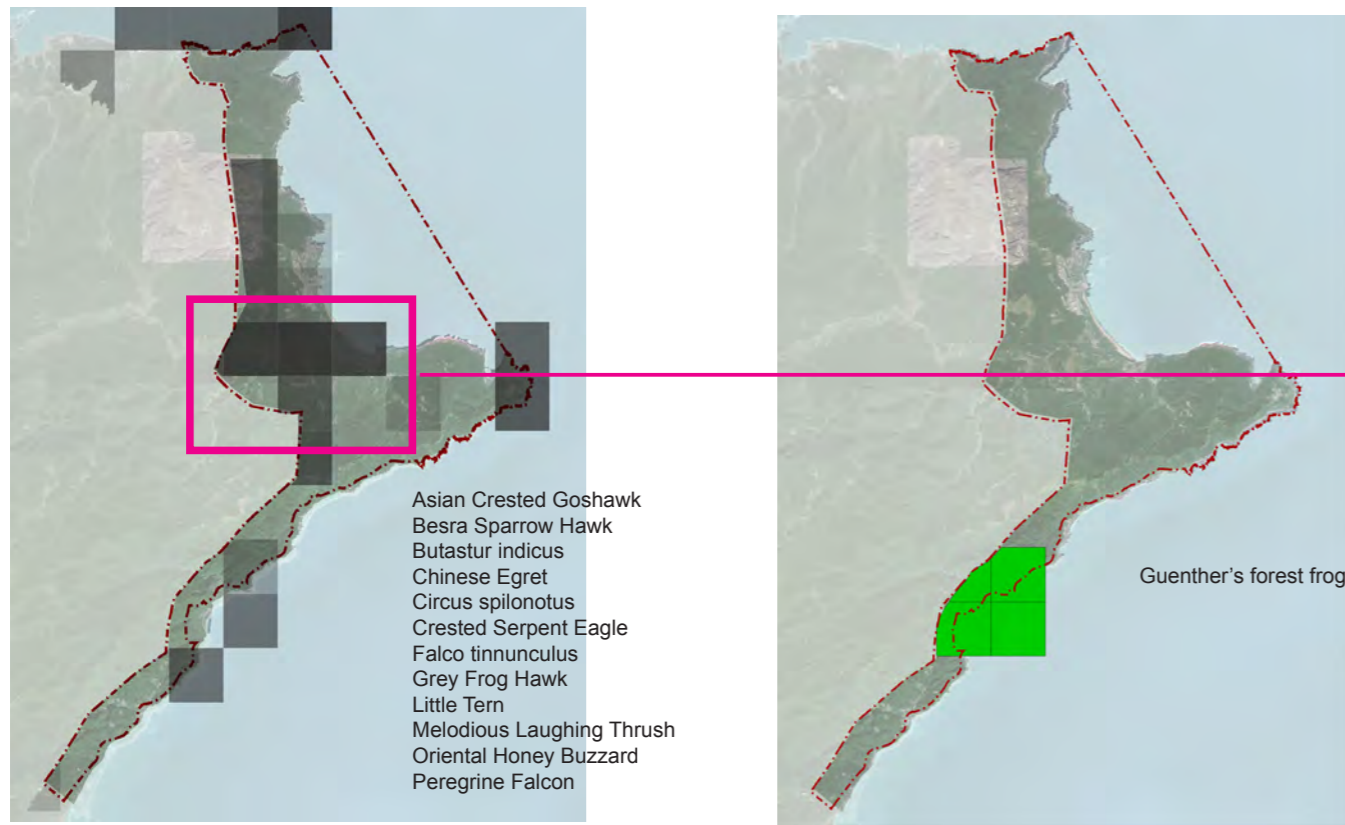 Asian Crested Goshawk
Besra Sparrow Hawk
Butastur indicus
Chinese Egret
Circus spilonotus
Crested Serpent Eagle
Falco tinnunculus
Grey Frog Hawk
Little Tern
Melodious Laughing Thrush
Oriental Honey Buzzard
Peregrine Falcon
Guenther’s forest frog